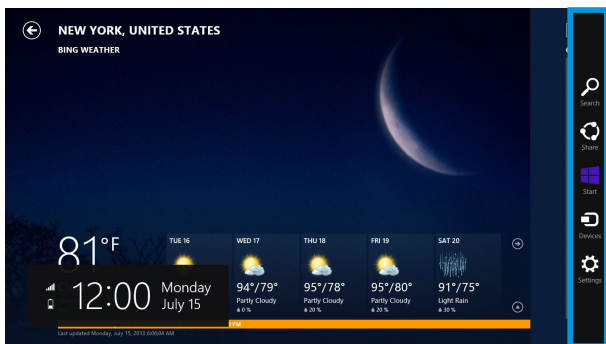 NEW YORK, UNITED STATES
BING WEATHER
Search
Share
Start
Devices
Settings
81°F
TUE 16
WED 17
94°/79°
Partly Cloudy
0 %
THU 18
95°/78°
Partly Cloudy
20 %
FRI 19
95°/80°
Partly Cloudy
20 %
SAT 20
91°/75°
Light Rain
30 %
12:00
Monday
July 15
PM
Last updated Monday, July 15, 2013 6:06:04 AM